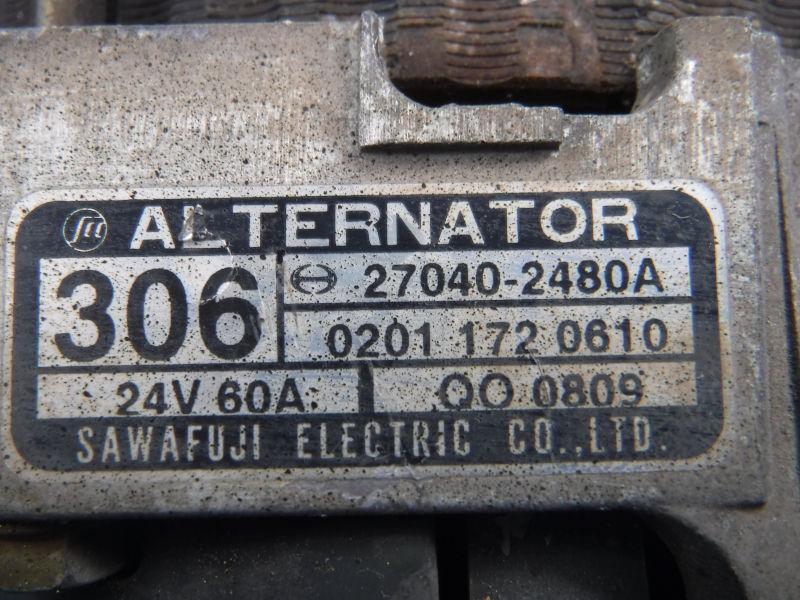 ALTERNATOR
306
27040-2480A
0201 172 0610
24V 60A
QO 0809
SAWAFUJI ELECTRIC CO.,LTD.